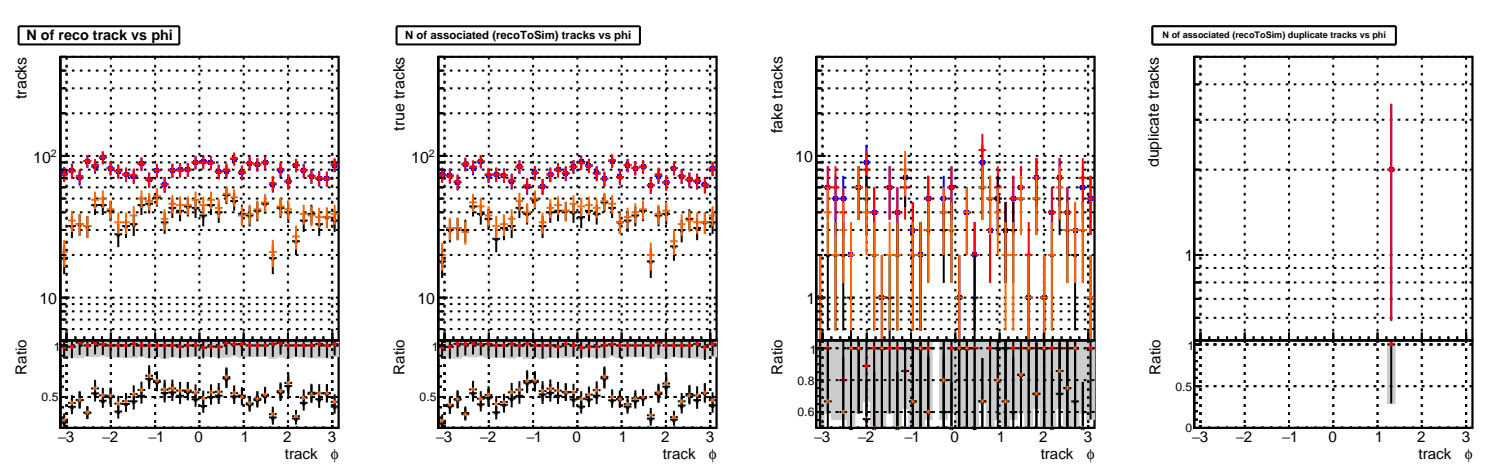 N of reco track vs phi
tracks
10²
10
Ratio
1
0.5
−3 −2 −1 0 1 2 3
track φ
N of associated (recoToSim) tracks vs phi
true tracks
10²
10
Ratio
1
0.5
−3 −2 −1 0 1 2 3
track φ
fake tracks
10
1
Ratio
1
0.8
0.6
−3 −2 −1 0 1 2 3
track φ
N of associated (recoToSim) duplicate tracks vs phi
duplicate tracks
1
Ratio
1
0.5
0
−3 −2 −1 0 1 2 3
track φ